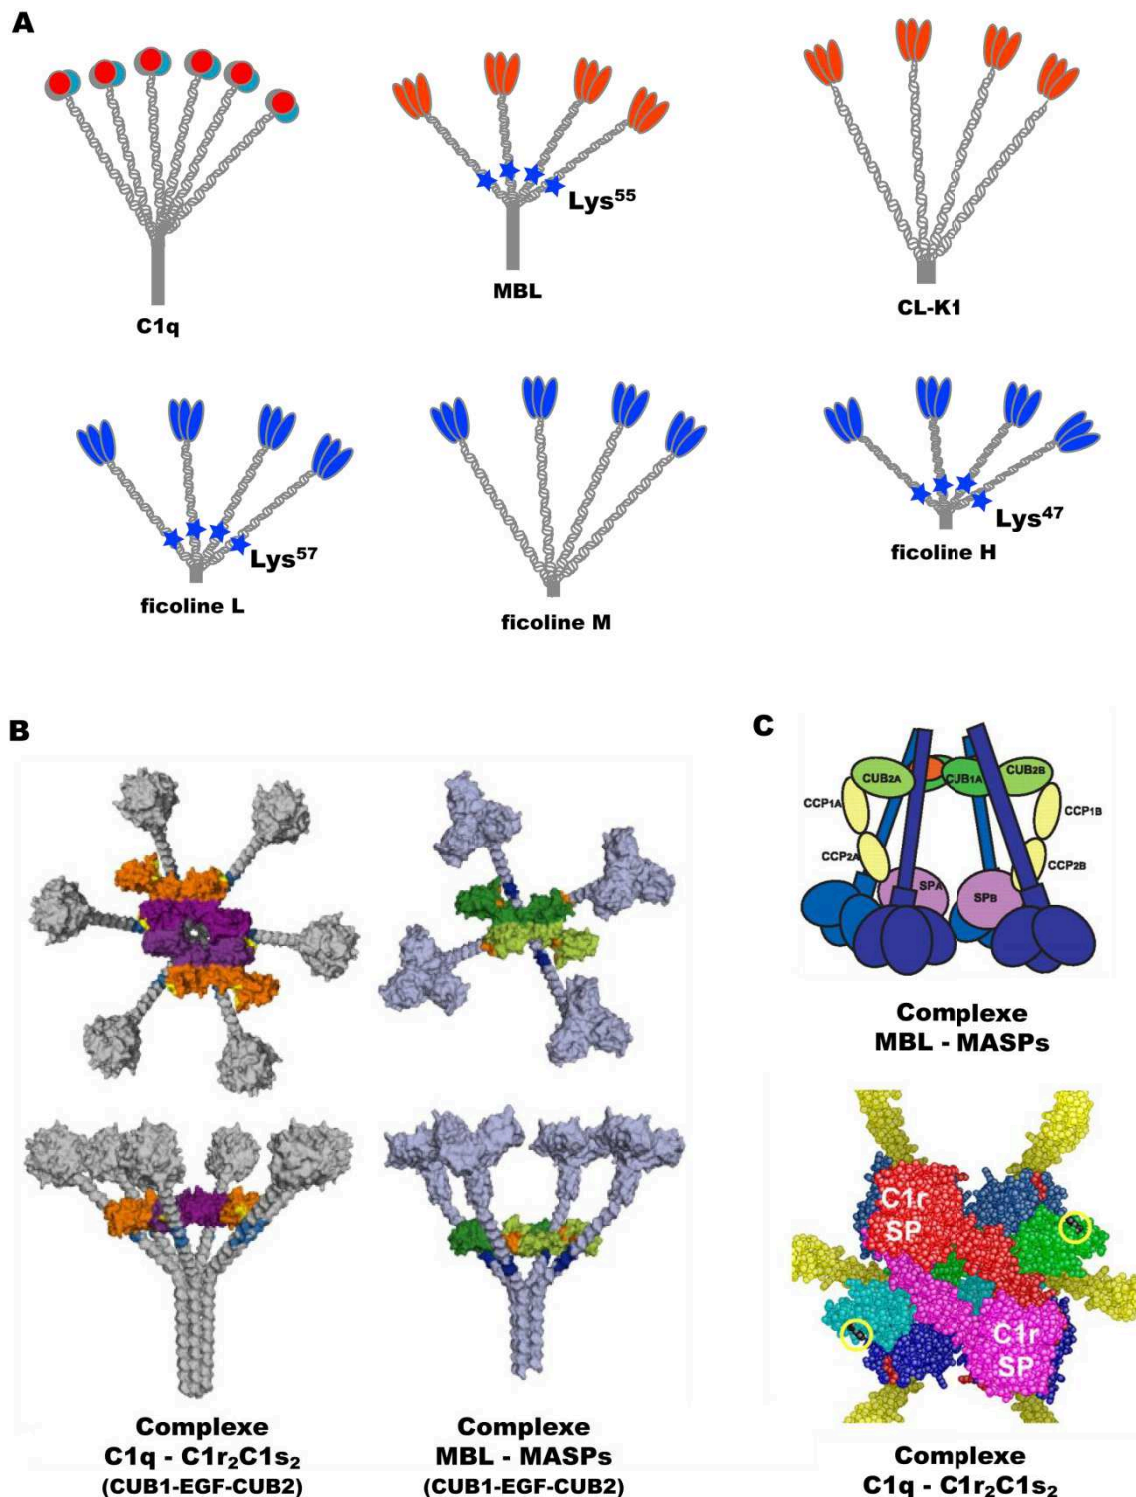 A
C1q
Lys55
MBL
CL-K1
Lys57
ficoline L
ficoline M
Lys47
ficoline H
B
Complexe
C1q - C1r₂C1s₂
(CUB1-EGF-CUB2)
Complexe
MBL - MASPs
(CUB1-EGF-CUB2)
C
CUB2A
CUB1A
CUB2B
CCP1A
CCP1B
CCP2A
CCP2B
SPA
SPB
Complexe
MBL - MASPs
C1r
SP
C1r
SP
Complexe
C1q - C1r₂C1s₂